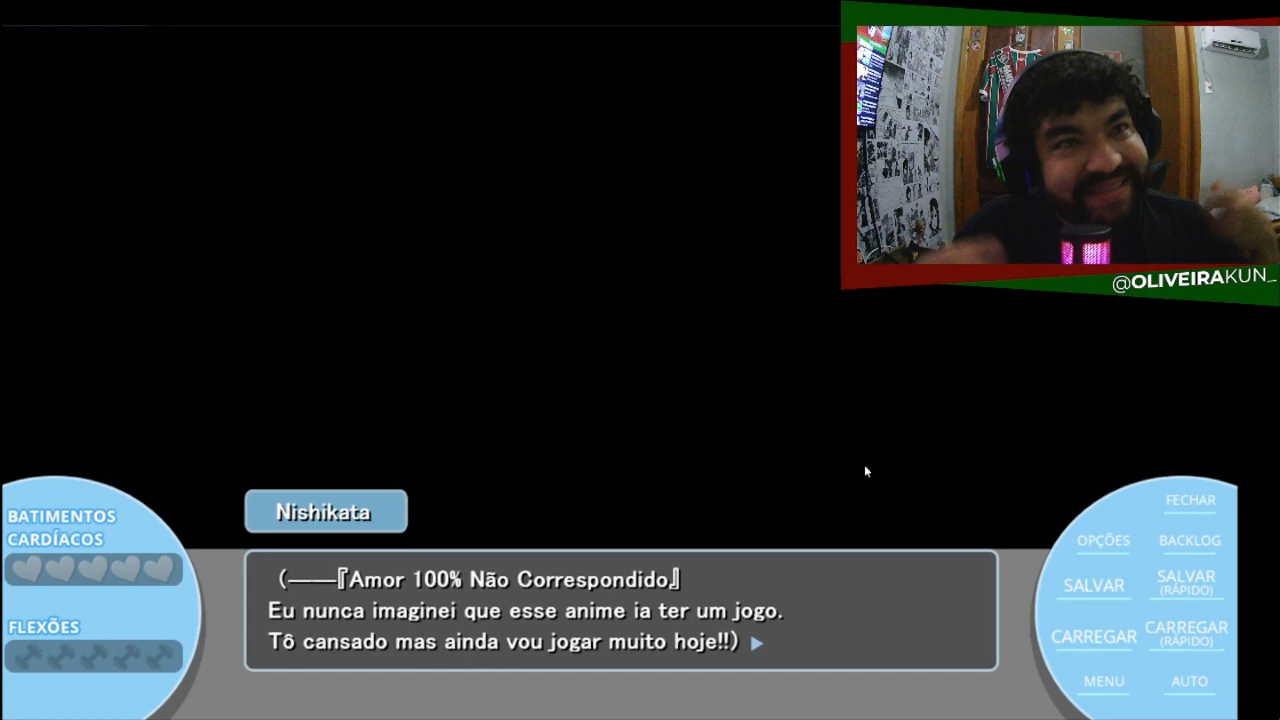 @OLIVEIRAKUN_
BATIMENTOS
CARDÍACOS
FLEXÕES
Nishikata
(——『Amor 100% Não Correspondido』
Eu nunca imaginei que esse anime ia ter um jogo.
Tô cansado mas ainda vou jogar muito hoje!!)
FECHAR
OPÇÕES
BACKLOG
SALVAR
SALVAR
(RÁPIDO)
CARREGAR
CARREGAR
(RÁPIDO)
MENU
AUTO